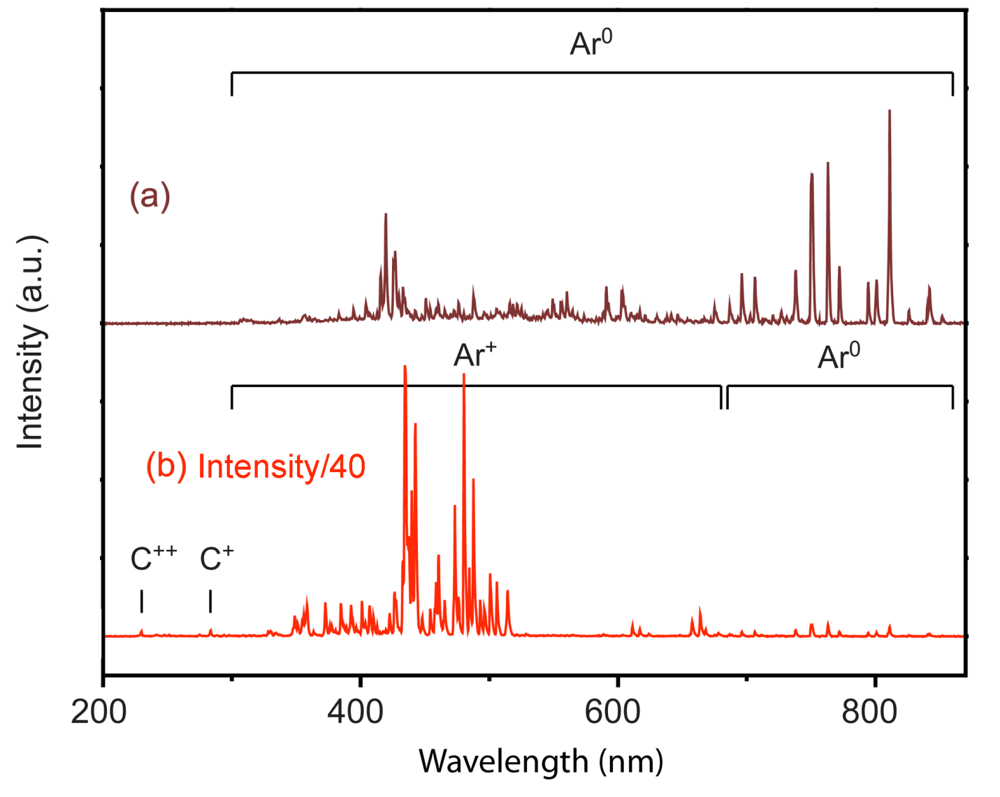 Ar⁰
(a)
Ar⁺
Ar⁰
(b) Intensity/40
C⁺⁺
C⁺
Intensity (a.u.)
200
400
600
800
Wavelength (nm)